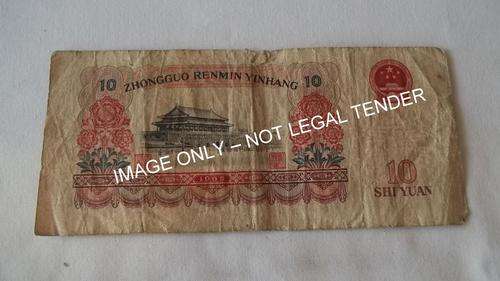 10 ZHONGGUO RENMIN YINHANG 10
IMAGE ONLY – NOT LEGAL TENDER
10
SHI YUAN